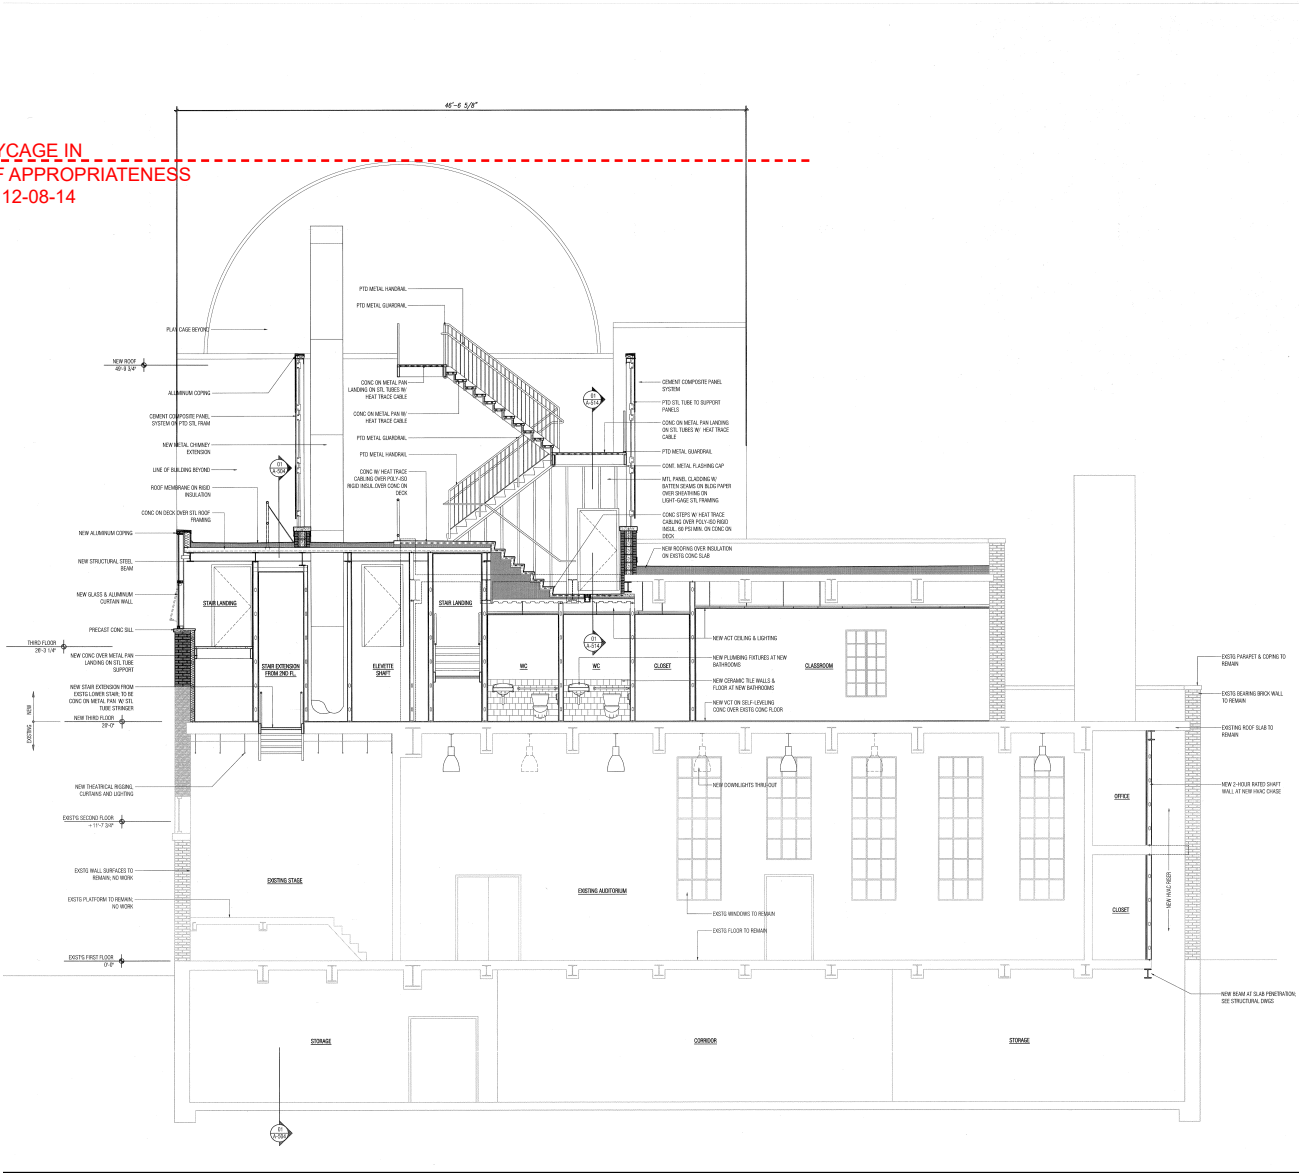 46'-6 5/8"
YCAGE IN
F APPROPRIATENESS
12-08-14
PTD METAL HANDRAIL
PTD METAL GUARDRAIL
PLAY CAGE BEYOND
NEW ROOF
ALUMINUM COPING
CEMENT COMPOSITE PANEL
SYSTEM ON PTD STL FRAM
NEW METAL CHIMNEY
EXTENSION
LINE OF BUILDING BEYOND
ROOF MEMBRANE ON RIGID
INSULATION
CONC ON DECK OVER STL ROOF
FRAMING
CONC ON METAL PAN
LANDING ON STL TUBES W/
HEAT TRACE CABLE
CONC ON METAL PAN W/
HEAT TRACE CABLE
PTD METAL GUARDRAIL
PTD METAL HANDRAIL
CONC W/ HEAT TRACE
CABLING OVER POLY-ISO
RIGID INSUL OVER CONC ON
DECK
01
A-504
01
A-514
CEMENT COMPOSITE PANEL
SYSTEM
PTD STL TUBE TO SUPPORT
PANELS
CONC ON METAL PAN LANDING
ON STL TUBES W/ HEAT TRACE
CABLE
PTD METAL GUARDRAIL
CONT. METAL FLASHING CAP
MTL PANEL CLADDING W/
BATTEN SEAMS ON BLDG PAPER
OVER SHEATHING ON
LIGHT-GAGE STL FRAMING
CONC STEPS W/ HEAT TRACE
CABLING OVER POLY-ISO RIGID
INSUL. 60 PSI MIN. ON CONC ON
DECK
NEW ROOFING OVER INSULATION
ON EXSTG CONC SLAB
NEW ALUMINUM COPING
NEW STRUCTURAL STEEL
BEAM
NEW GLASS & ALUMINUM
CURTAIN WALL
PRECAST CONC SILL
THIRD FLOOR
NEW CONC OVER METAL PAN
LANDING ON STL TUBE
SUPPORT
NEW STAIR EXTENSION FROM
EXSTG LOWER STAIR; TO BE
CONC ON METAL PAN W/ STL
TUBE STRINGER
NEW THIRD FLOOR
20'-0"
NEW
EXISTING
STAIR LANDING
STAIR EXTENSION
FROM 2ND FL.
ELEVETTE
SHAFT
STAIR LANDING
WC
01
A-514
WC
CLOSET
CLASSROOM
NEW ACT CEILING & LIGHTING
NEW PLUMBING FIXTURES AT NEW
BATHROOMS
NEW CERAMIC TILE WALLS &
FLOOR AT NEW BATHROOMS
NEW VCT ON SELF-LEVELING
CONC OVER EXSTG CONC FLOOR
EXSTG PARAPET & COPING TO
REMAIN
EXSTG BEARING BRICK WALL
TO REMAIN
EXISTING ROOF SLAB TO
REMAIN
NEW 2-HOUR RATED SHAFT
WALL AT NEW HVAC CHASE
NEW THEATRICAL RIGGING,
CURTAINS AND LIGHTING
EXIST'G SECOND FLOOR
+11'-7 3/4"
EXSTG WALL SURFACES TO
REMAIN; NO WORK
EXSTG PLATFORM TO REMAIN;
NO WORK
EXIST'G FIRST FLOOR
0'-0"
EXISTING STAGE
EXISTING AUDITORIUM
NEW DOWNLIGHTS THRU-OUT
EXSTG WINDOWS TO REMAIN
EXSTG FLOOR TO REMAIN
OFFICE
CLOSET
NEW HVAC RISER
NEW BEAM AT SLAB PENETRATION;
SEE STRUCTURAL DWGS
STORAGE
CORRIDOR
STORAGE
01
A-504